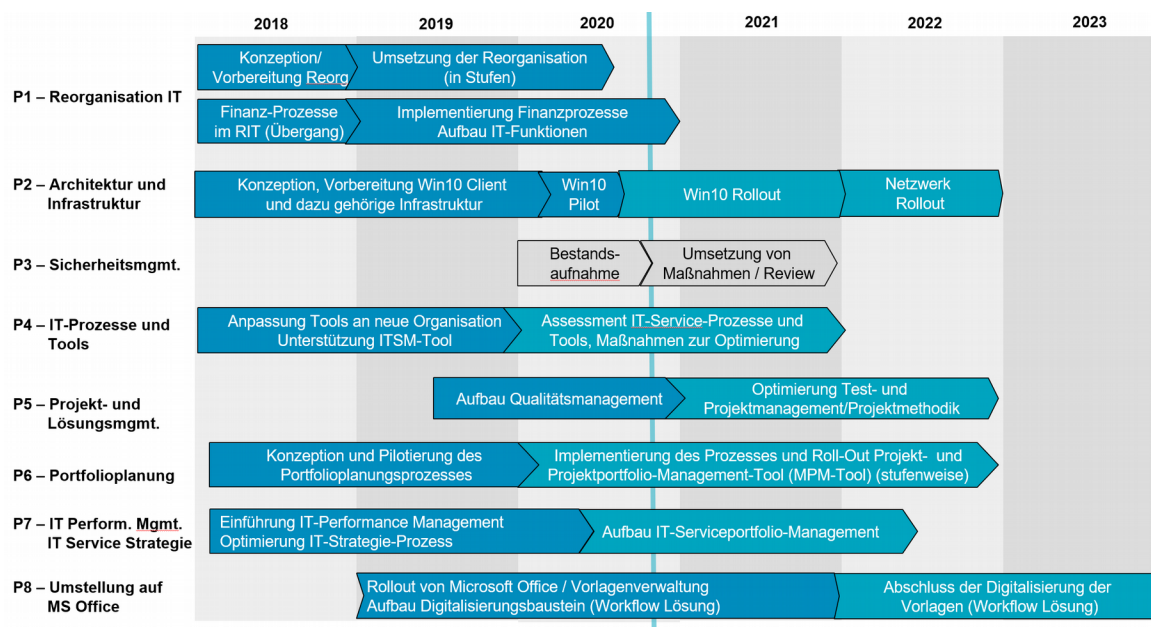 2018 2019 2020 2021 2022 2023
P1 – Reorganisation IT
Konzeption/
Vorbereitung Reorg
Umsetzung der Reorganisation
(in Stufen)
Finanz-Prozesse
im RIT (Übergang)
Implementierung Finanzprozesse
Aufbau IT-Funktionen
P2 – Architektur und
Infrastruktur
Konzeption, Vorbereitung Win10 Client
und dazu gehörige Infrastruktur
Win10
Pilot
Win10 Rollout
Netzwerk
Rollout
P3 – Sicherheitsmgmt.
Bestands-
aufnahme
Umsetzung von
Maßnahmen / Review
P4 – IT-Prozesse und
Tools
Anpassung Tools an neue Organisation
Unterstützung ITSM-Tool
Assessment IT-Service-Prozesse und
Tools, Maßnahmen zur Optimierung
P5 – Projekt- und
Lösungsmgmt.
Aufbau Qualitätsmanagement
Optimierung Test- und
Projektmanagement/Projektmethodik
P6 – Portfolioplanung
Konzeption und Pilotierung des
Portfolioplanungsprozesses
Implementierung des Prozesses und Roll-Out Projekt- und
Projektportfolio-Management-Tool (MPM-Tool) (stufenweise)
P7 – IT Perform. Mgmt.
IT Service Strategie
Einführung IT-Performance Management
Optimierung IT-Strategie-Prozess
Aufbau IT-Serviceportfolio-Management
P8 – Umstellung auf
MS Office
Rollout von Microsoft Office / Vorlagenverwaltung
Aufbau Digitalisierungsbaustein (Workflow Lösung)
Abschluss der Digitalisierung der
Vorlagen (Workflow Lösung)